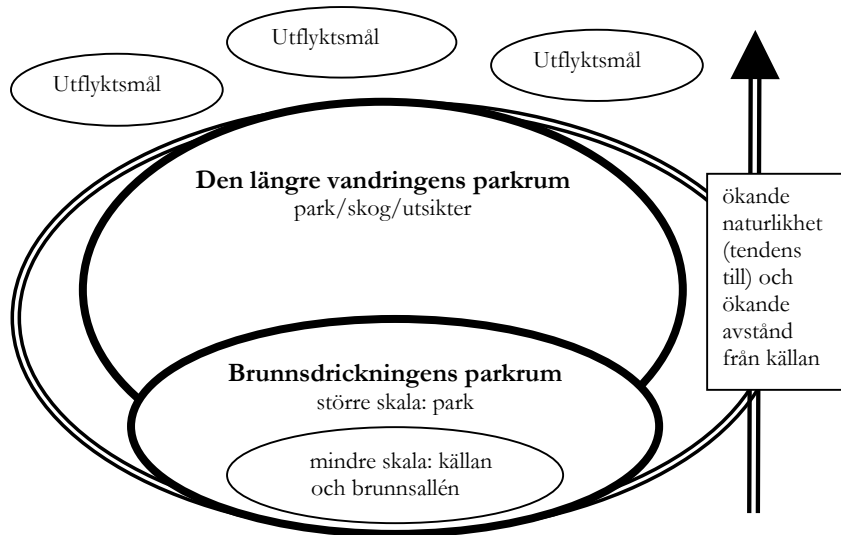 Utflyktsmål
Utflyktsmål
Utflyktsmål
Den längre vandringens parkrum
park/skog/utsikter
ökande
naturlikhet
(tendens
till) och
ökande
avstånd
från källan
Brunnsdrickningens parkrum
större skala: park
mindre skala: källan
och brunnsallén